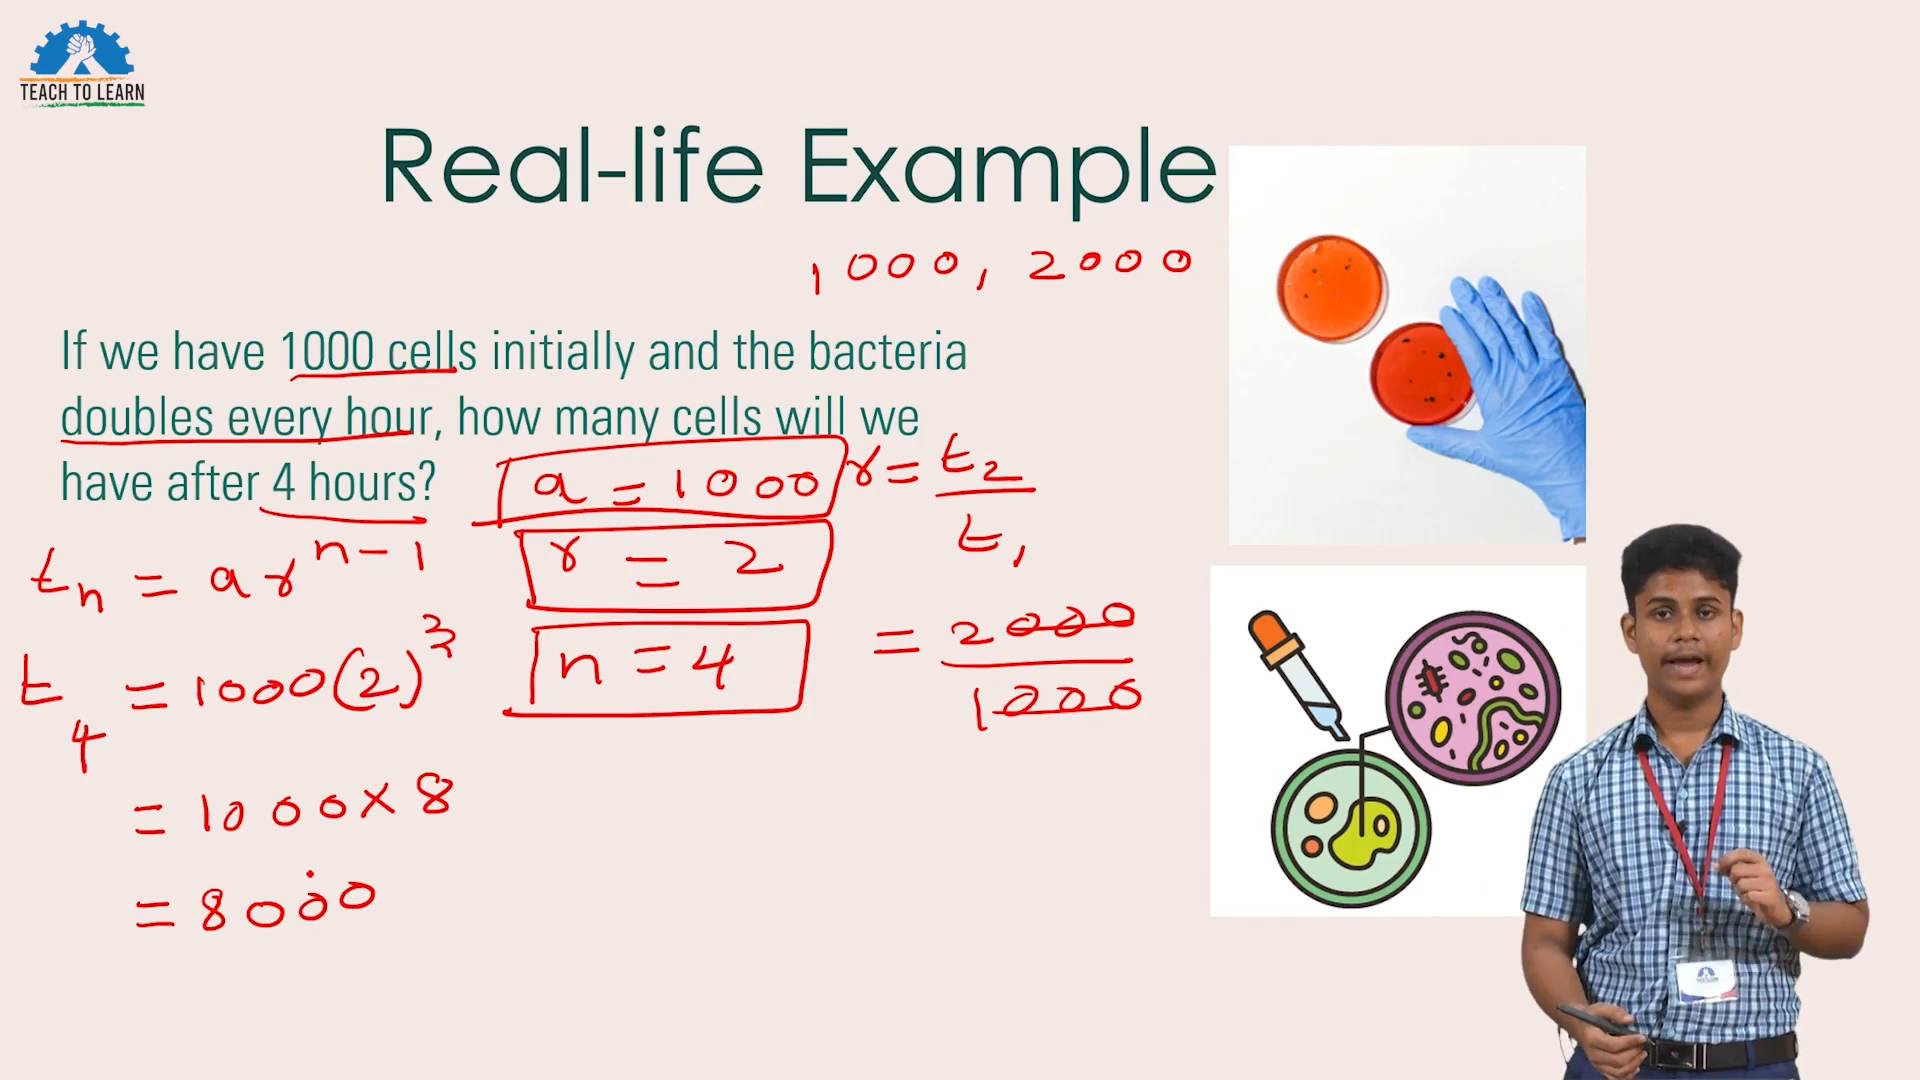 TEACH TO LEARN
Real-life Example
1000, 2000
If we have 1000 cells initially and the bacteria
doubles every hour, how many cells will we
have after 4 hours?
a = 1000
r = t₂/t₁
r = 2
tₙ = arⁿ⁻¹
n = 4
= 2000/1000
t₄ = 1000(2)³
= 1000 × 8
= 8000